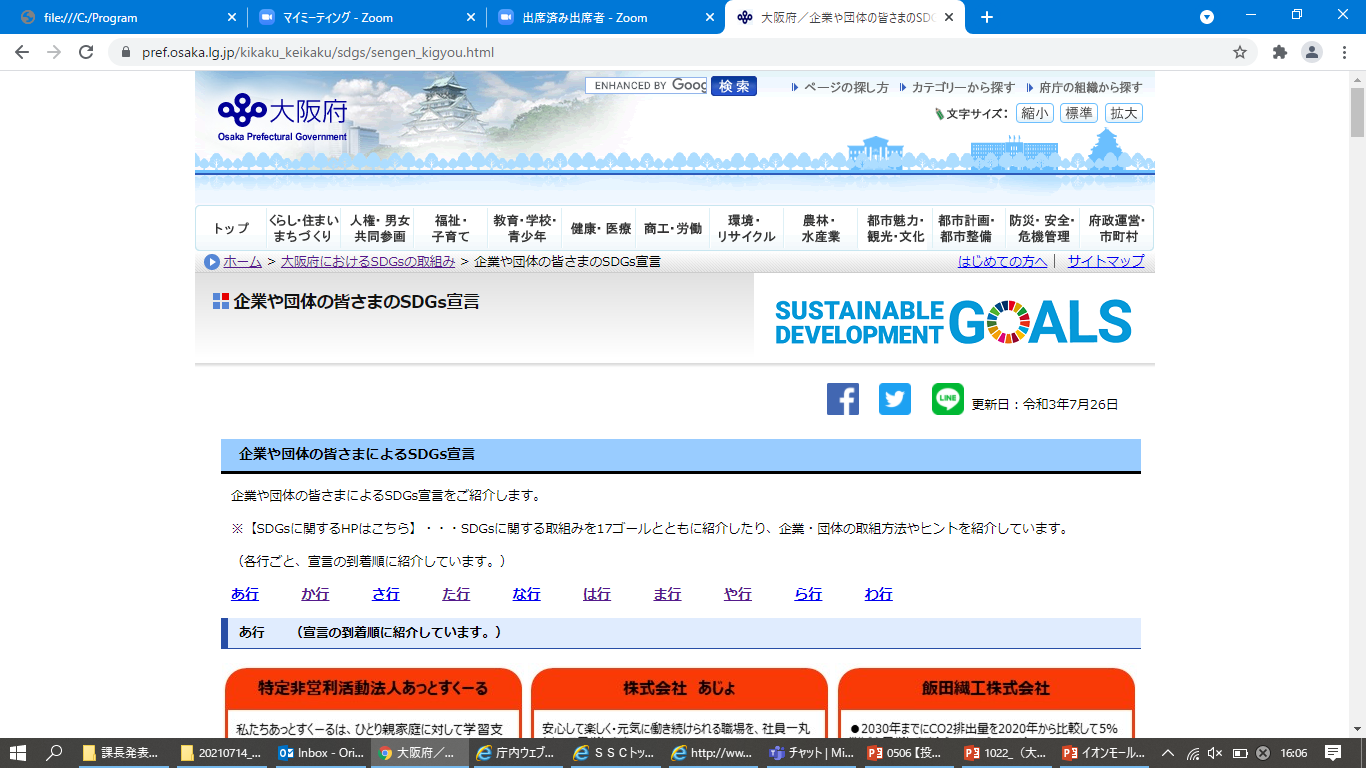 file:///C:/Program
マイミーティング - Zoom
出席済み出席者 - Zoom
大阪府／企業や団体の皆さまのSDG
pref.osaka.lg.jp/kikaku_keikaku/sdgs/sengen_kigyou.html
大阪府
Osaka Prefectural Government
ENHANCED BY Goog
検索
ページの探し方
カテゴリーから探す
府庁の組織から探す
文字サイズ：
縮小
標準
拡大
トップ
くらし・住まい まちづくり
人権・男女 共同参画
福祉・ 子育て
教育・学校・ 青少年
健康・医療
商工・労働
環境・ リサイクル
農林・ 水産業
都市魅力・ 観光・文化
都市計画・ 都市整備
防災・安全・ 危機管理
府政運営・ 市町村
ホーム > 大阪府におけるSDGsの取組み > 企業や団体の皆さまのSDGs宣言
はじめての方へ | サイトマップ
企業や団体の皆さまのSDGs宣言
SUSTAINABLE DEVELOPMENT GOALS
LINE
更新日：令和3年7月26日
企業や団体の皆さまによるSDGs宣言
企業や団体の皆さまによるSDGs宣言をご紹介します。
※【SDGsに関するHPはこちら】・・・SDGsに関する取組みを17ゴールとともに紹介したり、企業・団体の取組方法やヒントを紹介しています。
（各行ごと、宣言の到着順に紹介しています。）
あ行 か行 さ行 た行 な行 は行 ま行 や行 ら行 わ行
あ行　（宣言の到着順に紹介しています。）
特定非営利活動法人あっとすくーる
株式会社 あじょ
飯田繊工株式会社
私たちあっとすくーるは、ひとり親家庭に対して学習支
安心して楽しく・元気に働き続けられる職場を、社員一丸
●2030年までにCO2排出量を2020年から比較して5%
課長発表...
20210714_...
Inbox - Ori...
大阪府／...
庁内ウェブ...
ＳＳＣトッ...
http://ww...
チャット | Mi...
0506【投...
1022_（大...
イオンモール...
16:06